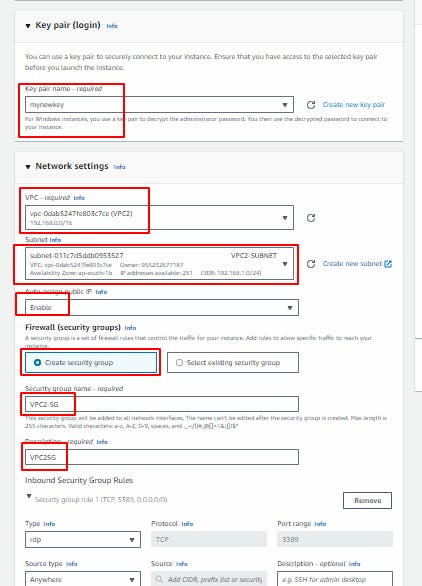 Key pair (login) Info
You can use a key pair to securely connect to your instance. Ensure that you have access to the selected key pair
before you launch the instance.
Key pair name - required
mynewkey
Create new key pair
For Windows instances, you use a key pair to decrypt the administrator password. You then use the decrypted password to connect to
your instance.
Network settings Info
VPC - required Info
vpc-0dab5247fe803c7ce (VPC2)
192.168.0.0/16
Subnet Info
subnet-011c7d5ddb0953527 VPC2-SUBNET
VPC: vpc-0dab5247fe803c7ce Owner: 955232677187
Availability Zone: ap-south-1b IP addresses available: 251 CIDR: 192.168.1.0/24)
Create new subnet
Auto-assign public IP Info
Enable
Firewall (security groups) Info
A security group is a set of firewall rules that control the traffic for your instance. Add rules to allow specific traffic to reach your
instance.
Create security group
Select existing security group
Security group name - required
VPC2-SG
This security group will be added to all network interfaces. The name can't be edited after the security group is created. Max length is
255 characters. Valid characters: a-z, A-Z, 0-9, spaces, and
Description - required Info
VPC2SG
Inbound Security Group Rules
Security group rule 1 (TCP, 3389, 0.0.0.0/0)
Remove
Type Info Protocol Info Port range Info
rdp TCP 3389
Source type Info Source Info Description - optional Info
Anywhere Add CIDR, prefix list or security e.g. SSH for admin desktop